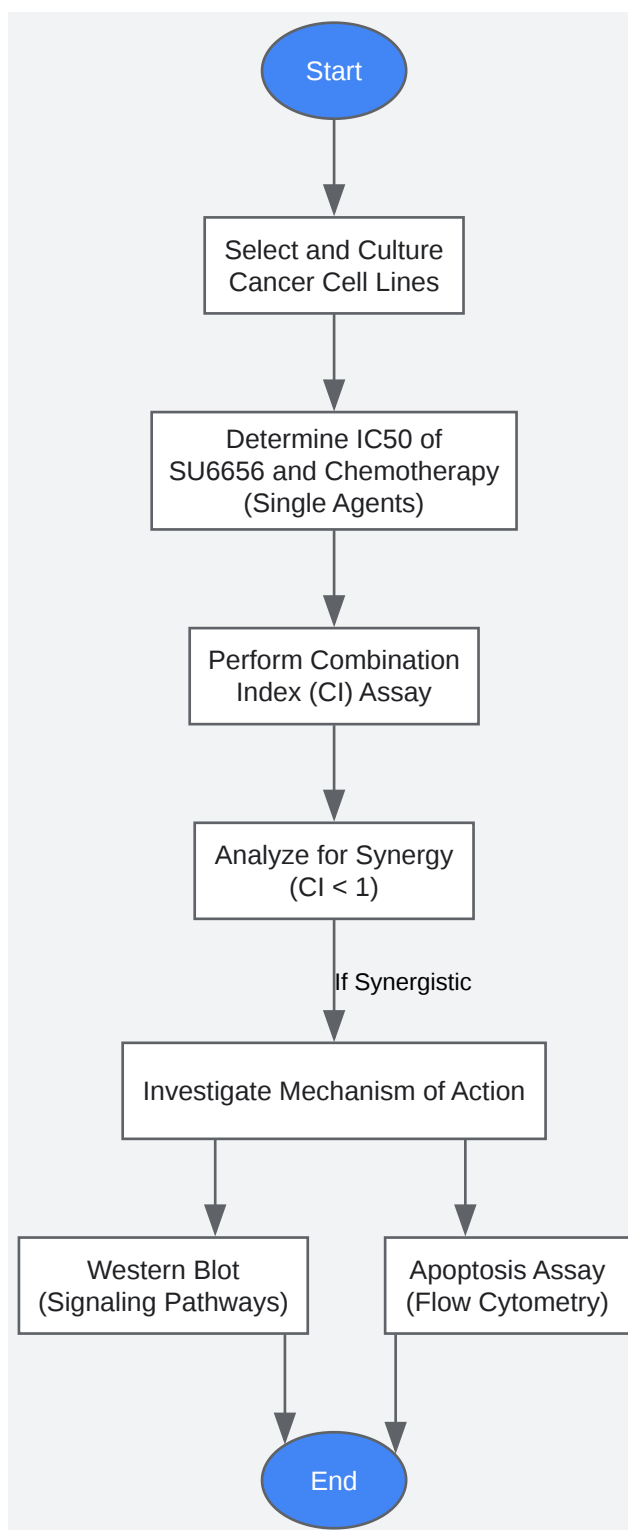 Start
Select and Culture
Cancer Cell Lines
Determine IC50 of
SU6656 and Chemotherapy
(Single Agents)
Perform Combination
Index (CI) Assay
Analyze for Synergy
(CI < 1)
If Synergistic
Investigate Mechanism of Action
Western Blot
(Signaling Pathways)
Apoptosis Assay
(Flow Cytometry)
End